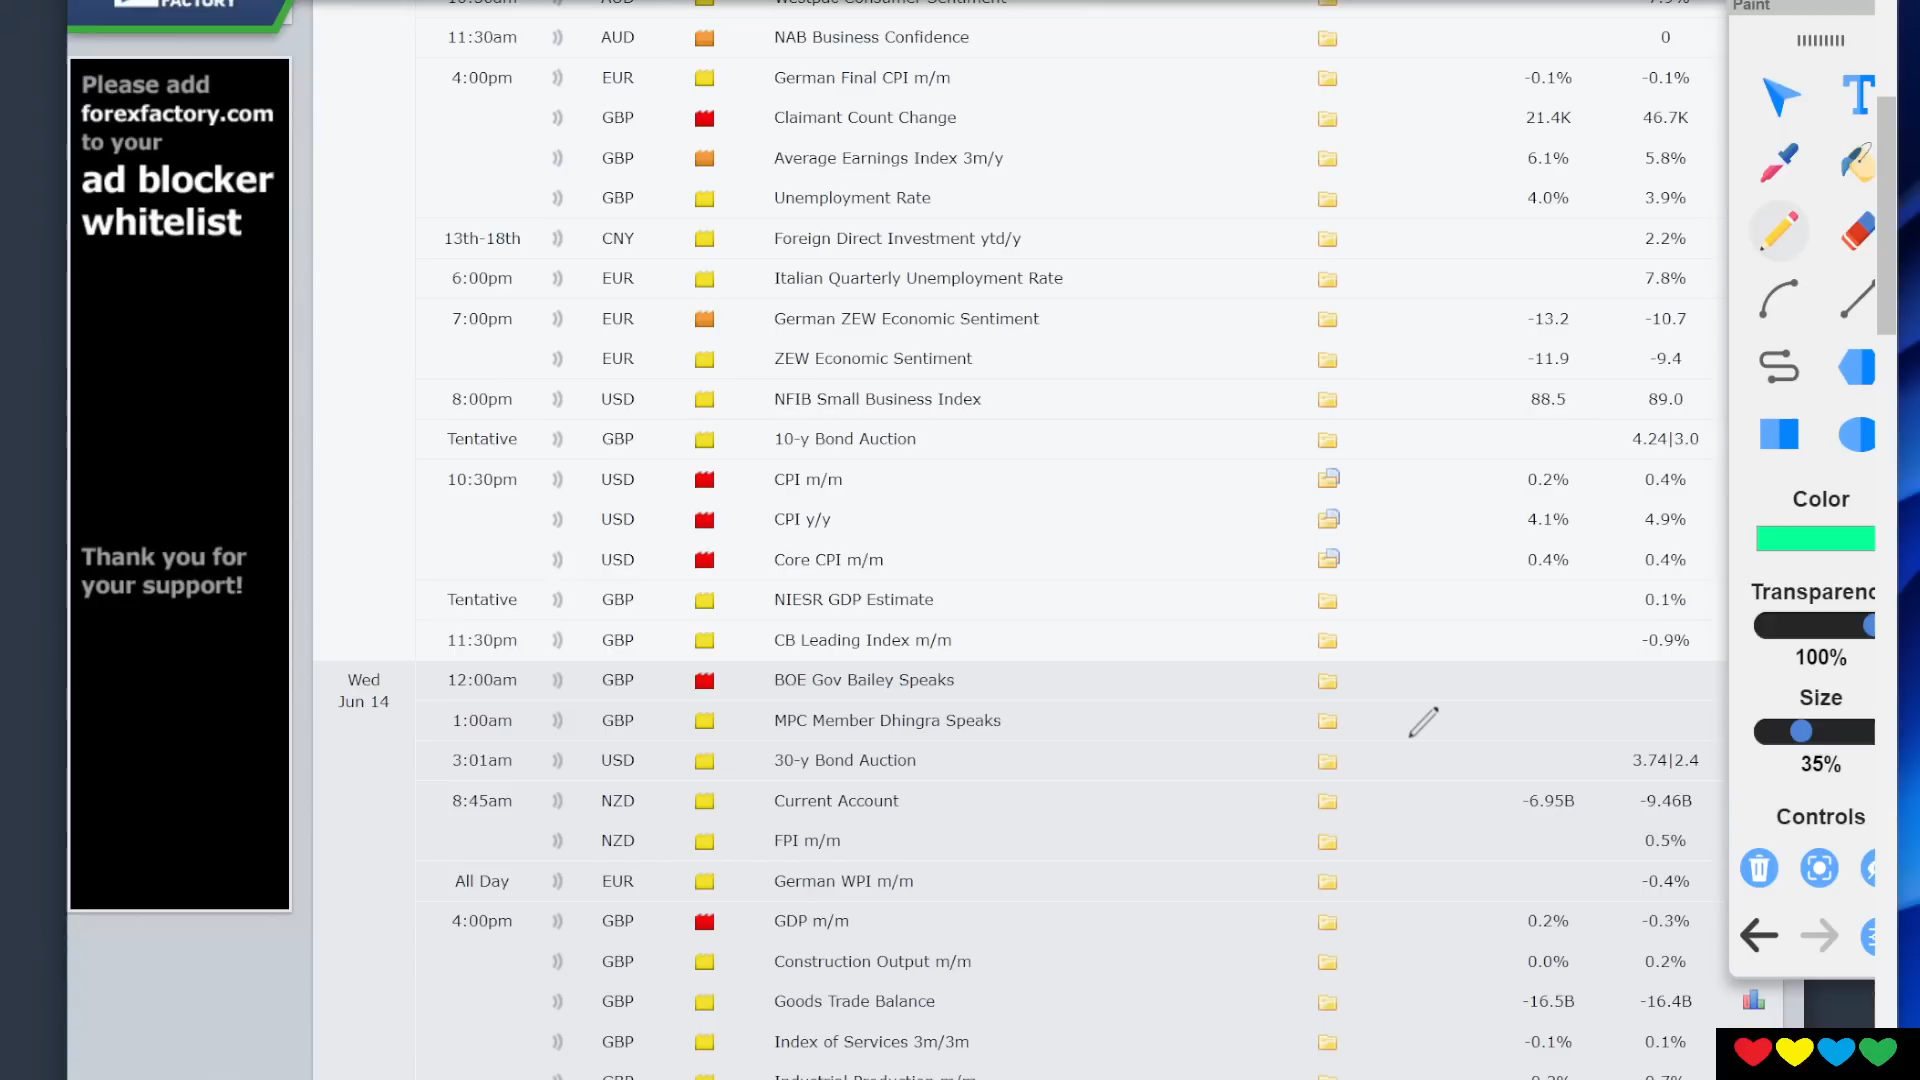 FACTORY
Please add
forexfactory.com
to your
ad blocker
whitelist
Thank you for
your support!
11:30am AUD NAB Business Confidence 0
4:00pm EUR German Final CPI m/m -0.1% -0.1%
GBP Claimant Count Change 21.4K 46.7K
GBP Average Earnings Index 3m/y 6.1% 5.8%
GBP Unemployment Rate 4.0% 3.9%
13th-18th CNY Foreign Direct Investment ytd/y 2.2%
6:00pm EUR Italian Quarterly Unemployment Rate 7.8%
7:00pm EUR German ZEW Economic Sentiment -13.2 -10.7
EUR ZEW Economic Sentiment -11.9 -9.4
8:00pm USD NFIB Small Business Index 88.5 89.0
Tentative GBP 10-y Bond Auction 4.24|3.0
10:30pm USD CPI m/m 0.2% 0.4%
USD CPI y/y 4.1% 4.9%
USD Core CPI m/m 0.4% 0.4%
Tentative GBP NIESR GDP Estimate 0.1%
11:30pm GBP CB Leading Index m/m -0.9%
Wed 12:00am GBP BOE Gov Bailey Speaks
Jun 14
1:00am GBP MPC Member Dhingra Speaks
3:01am USD 30-y Bond Auction 3.74|2.4
8:45am NZD Current Account -6.95B -9.46B
NZD FPI m/m 0.5%
All Day EUR German WPI m/m -0.4%
4:00pm GBP GDP m/m 0.2% -0.3%
GBP Construction Output m/m 0.0% 0.2%
GBP Goods Trade Balance -16.5B -16.4B
GBP Index of Services 3m/3m -0.1% 0.1%
Paint
T
Color
Transparenc
100%
Size
35%
Controls